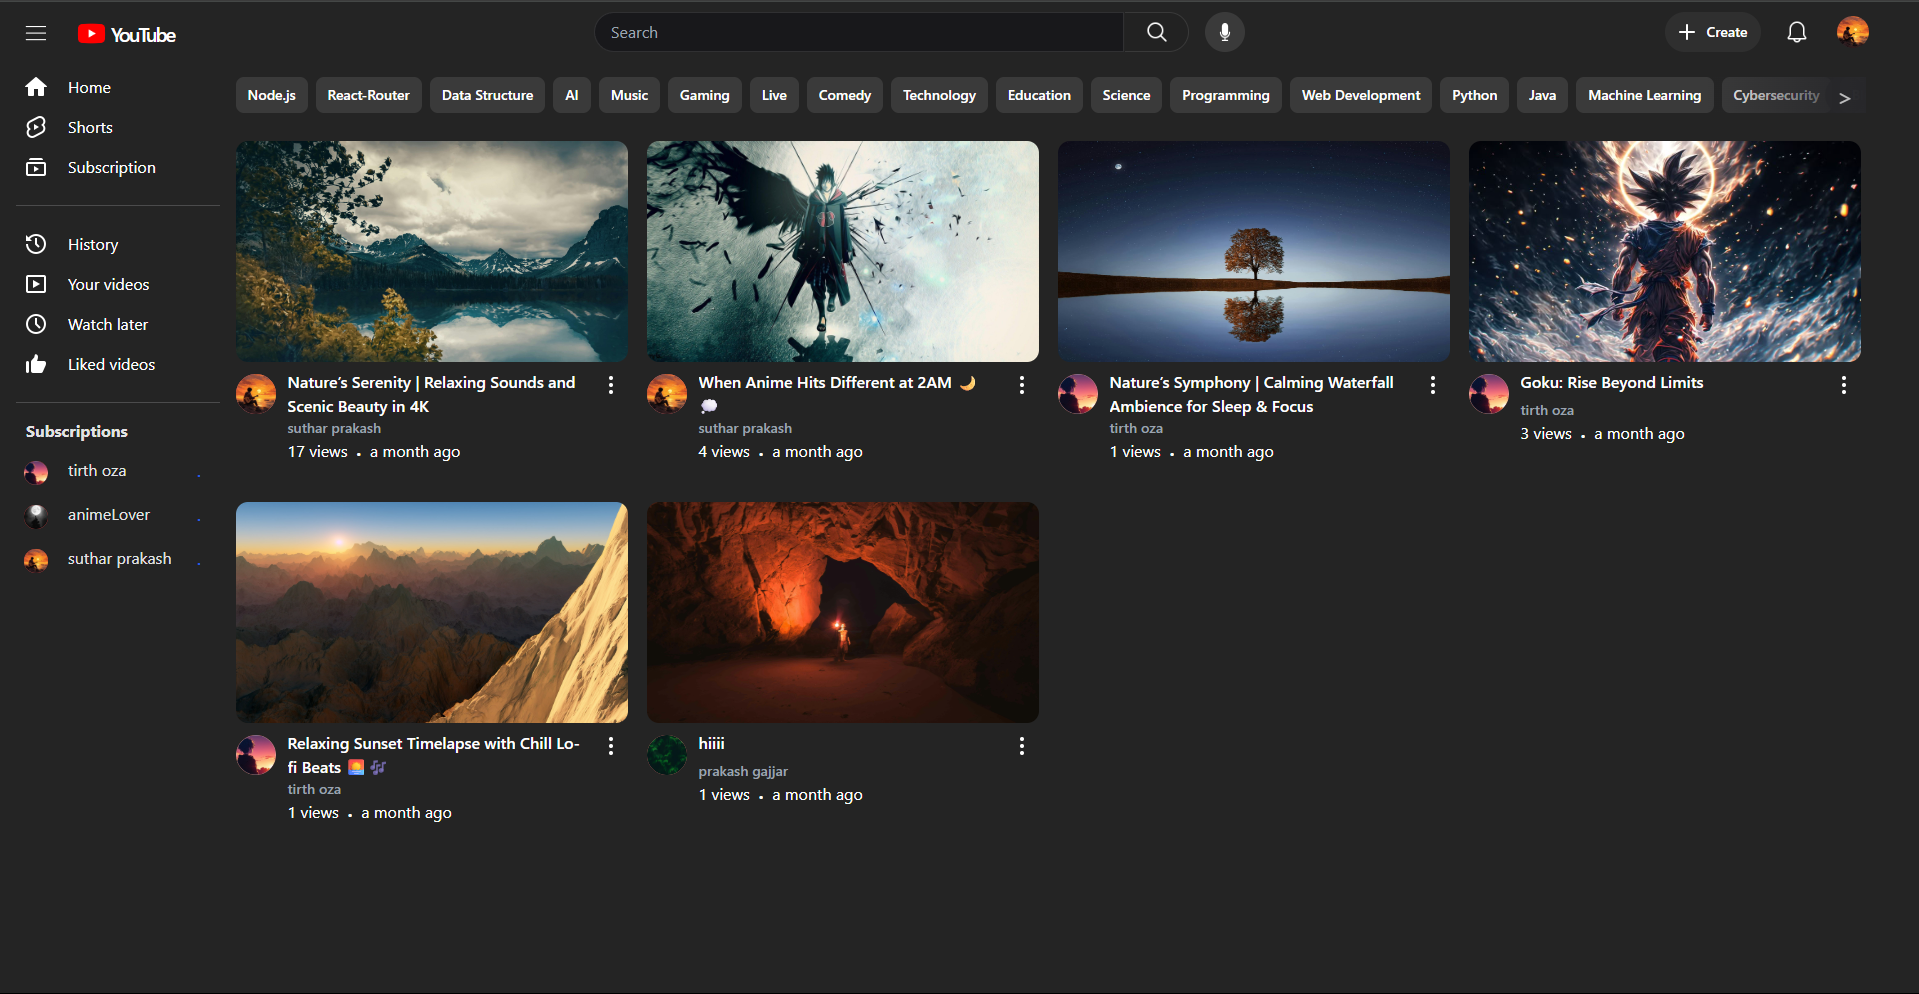 YouTube
Search
Create
Home
Shorts
Subscription
History
Your videos
Watch later
Liked videos
Subscriptions
tirth oza
animeLover
suthar prakash
Node.js React-Router Data Structure AI Music Gaming Live Comedy Technology Education Science Programming Web Development Python Java Machine Learning Cybersecurity >
Nature’s Serenity | Relaxing Sounds and
Scenic Beauty in 4K
suthar prakash
17 views • a month ago
When Anime Hits Different at 2AM 🌙
💭
suthar prakash
4 views • a month ago
Nature’s Symphony | Calming Waterfall
Ambience for Sleep & Focus
tirth oza
1 views • a month ago
Goku: Rise Beyond Limits
tirth oza
3 views • a month ago
Relaxing Sunset Timelapse with Chill Lo-
fi Beats 🌅 🎶
tirth oza
1 views • a month ago
hiiii
prakash gajjar
1 views • a month ago